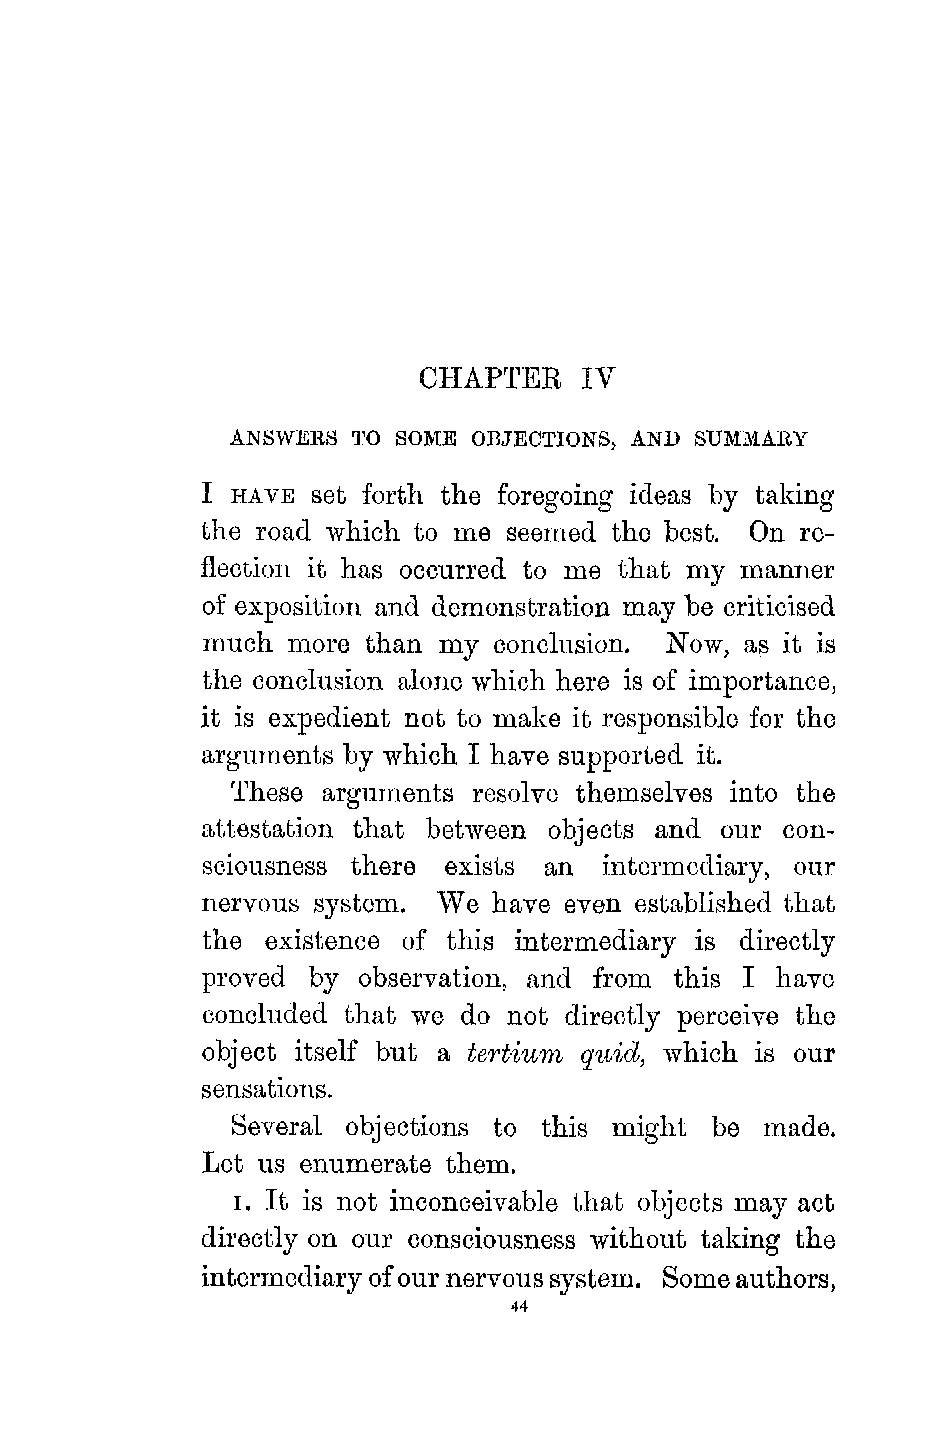 CHAPTER IV
ANSWERS TO SOME OBJECTIONS, AND SUMMARY
I HAVE set forth the foregoing ideas by taking
the road which to me seemed the best. On re-
flection it has occurred to me that my manner
of exposition and demonstration may be criticised
much more than my conclusion. Now, as it is
the conclusion alone which here is of importance,
it is expedient not to make it responsible for the
arguments by which I have supported it.
These arguments resolve themselves into the
attestation that between objects and our con-
sciousness there exists an intermediary, our
nervous system. We have even established that
the existence of this intermediary is directly
proved by observation, and from this I have
concluded that we do not directly perceive the
object itself but a tertium quid, which is our
sensations.
Several objections to this might be made.
Let us enumerate them.
1. It is not inconceivable that objects may act
directly on our consciousness without taking the
intermediary of our nervous system. Some authors,
44